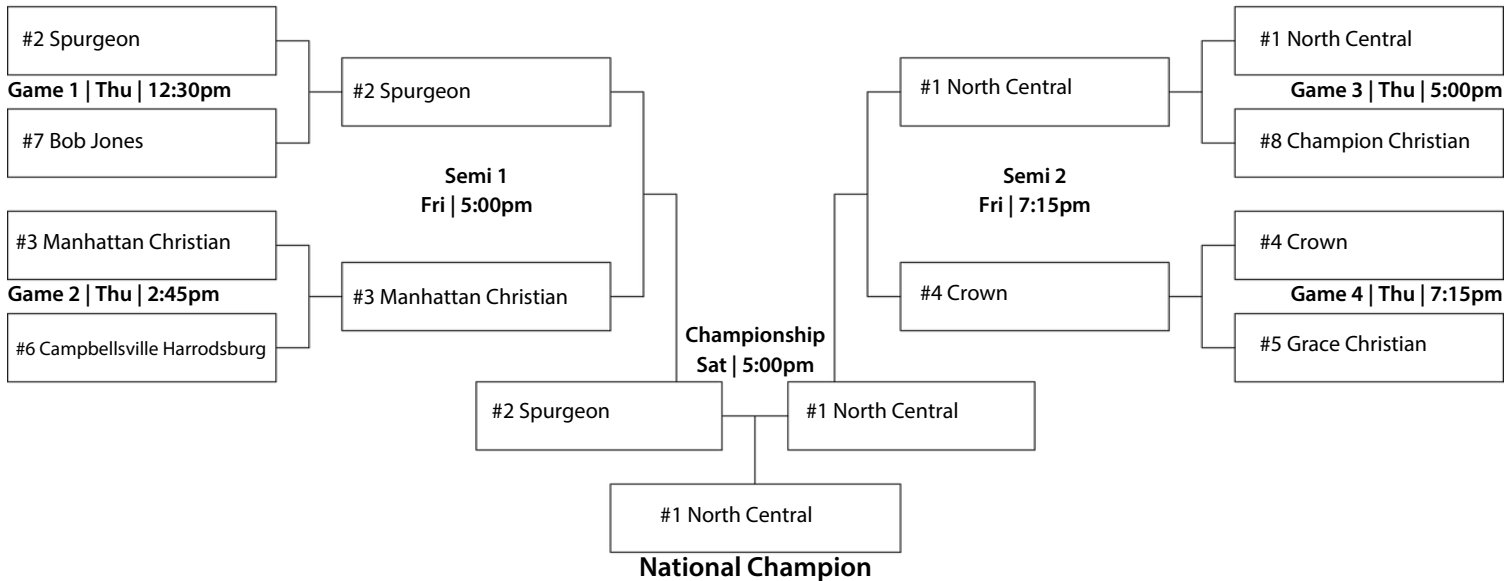 #2 Spurgeon
Game 1 | Thu | 12:30pm
#7 Bob Jones
#3 Manhattan Christian
Game 2 | Thu | 2:45pm
#6 Campbellsville Harrodsburg
#2 Spurgeon
Semi 1
Fri | 5:00pm
#3 Manhattan Christian
#1 North Central
Semi 2
Fri | 7:15pm
#4 Crown
#1 North Central
Game 3 | Thu | 5:00pm
#8 Champion Christian
#4 Crown
Game 4 | Thu | 7:15pm
#5 Grace Christian
Championship
Sat | 5:00pm
#2 Spurgeon
#1 North Central
#1 North Central
National Champion